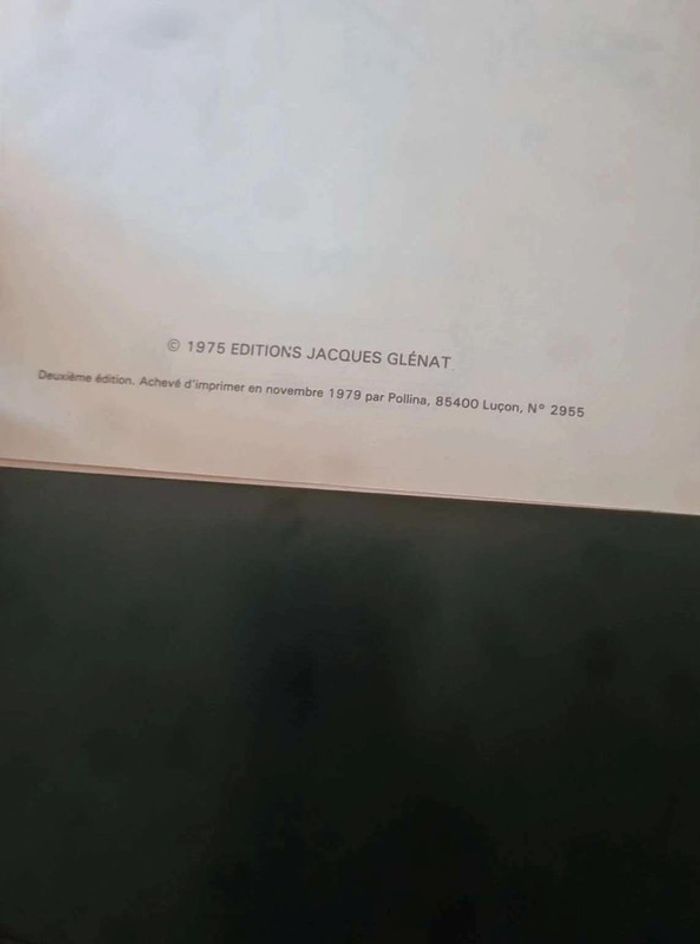 © 1975 EDITIONS JACQUES GLÉNAT
Deuxième édition. Achevé d'imprimer en novembre 1979 par Pollina, 85400 Luçon, N° 2955